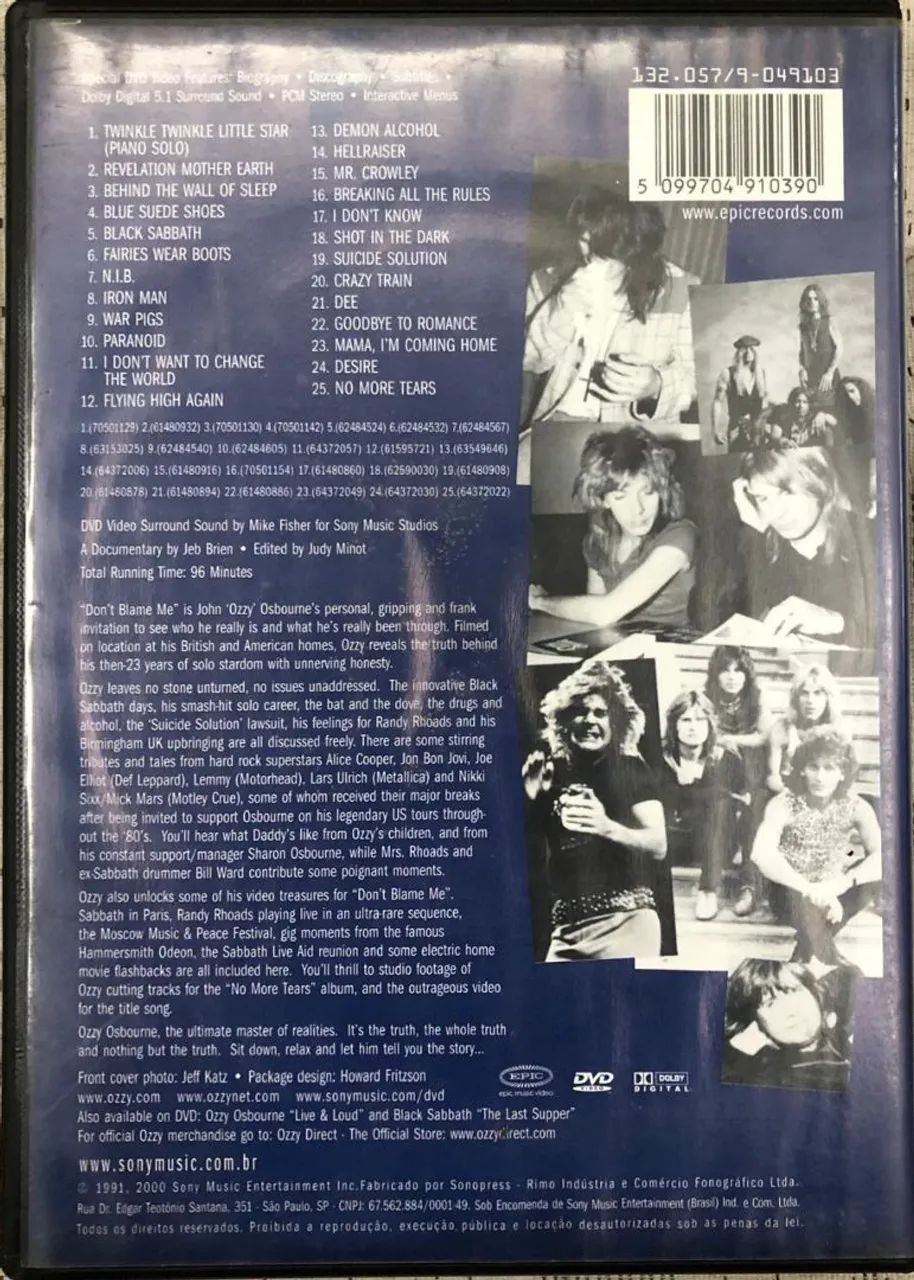 Special DVD Video Features: Biography • Discography • Subtitles •
Dolby Digital 5.1 Surround Sound • PCM Stereo • Interactive Menus
132.057/9-049103
5 099704 910390
www.epicrecords.com
1. TWINKLE TWINKLE LITTLE STAR
(PIANO SOLO)
2. REVELATION MOTHER EARTH
3. BEHIND THE WALL OF SLEEP
4. BLUE SUEDE SHOES
5. BLACK SABBATH
6. FAIRIES WEAR BOOTS
7. N.I.B.
8. IRON MAN
9. WAR PIGS
10. PARANOID
11. I DON'T WANT TO CHANGE
THE WORLD
12. FLYING HIGH AGAIN
13. DEMON ALCOHOL
14. HELLRAISER
15. MR. CROWLEY
16. BREAKING ALL THE RULES
17. I DON'T KNOW
18. SHOT IN THE DARK
19. SUICIDE SOLUTION
20. CRAZY TRAIN
21. DEE
22. GOODBYE TO ROMANCE
23. MAMA, I'M COMING HOME
24. DESIRE
25. NO MORE TEARS
1.(70501129) 2.(61480932) 3.(70501130) 4.(70501142) 5.(62484524) 6.(62484532) 7.(62484567)
8.(63153025) 9.(62484540) 10.(62484605) 11.(64372057) 12.(61595721) 13.(63549646)
14.(64372006) 15.(61480916) 16.(70501154) 17.(61480860) 18.(62590030) 19.(61480908)
20.(61480878) 21.(61480894) 22.(61480886) 23.(64372049) 24.(64372030) 25.(64372022)
DVD Video Surround Sound by Mike Fisher for Sony Music Studios
A Documentary by Jeb Brien • Edited by Judy Minot
Total Running Time: 96 Minutes
"Don't Blame Me" is John 'Ozzy' Osbourne's personal, gripping and frank
invitation to see who he really is and what he's really been through. Filmed
on location at his British and American homes, Ozzy reveals the truth behind
his then-23 years of solo stardom with unnerving honesty.
Ozzy leaves no stone unturned, no issues unaddressed. The innovative Black
Sabbath days, his smash-hit solo career, the bat and the dove, the drugs and
alcohol, the 'Suicide Solution' lawsuit, his feelings for Randy Rhoads and his
Birmingham UK upbringing are all discussed freely. There are some stirring
tributes and tales from hard rock superstars Alice Cooper, Jon Bon Jovi, Joe
Elliot (Def Leppard), Lemmy (Motorhead), Lars Ulrich (Metallica) and Nikki
Sixx/Mick Mars (Motley Crue), some of whom received their major breaks
after being invited to support Osbourne on his legendary US tours through-
out the '80's. You'll hear what Daddy's like from Ozzy's children, and from
his constant support/manager Sharon Osbourne, while Mrs. Rhoads and
ex-Sabbath drummer Bill Ward contribute some poignant moments.
Ozzy also unlocks some of his video treasures for "Don't Blame Me".
Sabbath in Paris, Randy Rhoads playing live in an ultra-rare sequence,
the Moscow Music & Peace Festival, gig moments from the famous
Hammersmith Odeon, the Sabbath Live Aid reunion and some electric home
movie flashbacks are all included here. You'll thrill to studio footage of
Ozzy cutting tracks for the "No More Tears" album, and the outrageous video
for the title song.
Ozzy Osbourne, the ultimate master of realities. It's the truth, the whole truth
and nothing but the truth. Sit down, relax and let him tell you the story...
Front cover photo: Jeff Katz • Package design: Howard Fritzson
www.ozzy.com www.ozzynet.com www.sonymusic.com/dvd
EPIC
epic music video
DVD
VIDEO
DOLBY
DIGITAL
Also available on DVD: Ozzy Osbourne "Live & Loud" and Black Sabbath "The Last Supper"
For official Ozzy merchandise go to: Ozzy Direct - The Official Store: www.ozzydirect.com
www.sonymusic.com.br
℗ 1991, 2000 Sony Music Entertainment Inc.Fabricado por Sonopress - Rimo Indústria e Comércio Fonográfico Ltda.
Rua Dr. Edgar Teotônio Santana, 351 - São Paulo, SP - CNPJ: 67.562.884/0001-49. Sob Encomenda de Sony Music Entertainment (Brasil) Ind. e Com. Ltda.
Todos os direitos reservados. Proibida a reprodução, execução pública e locação desautorizadas sob as penas da lei.